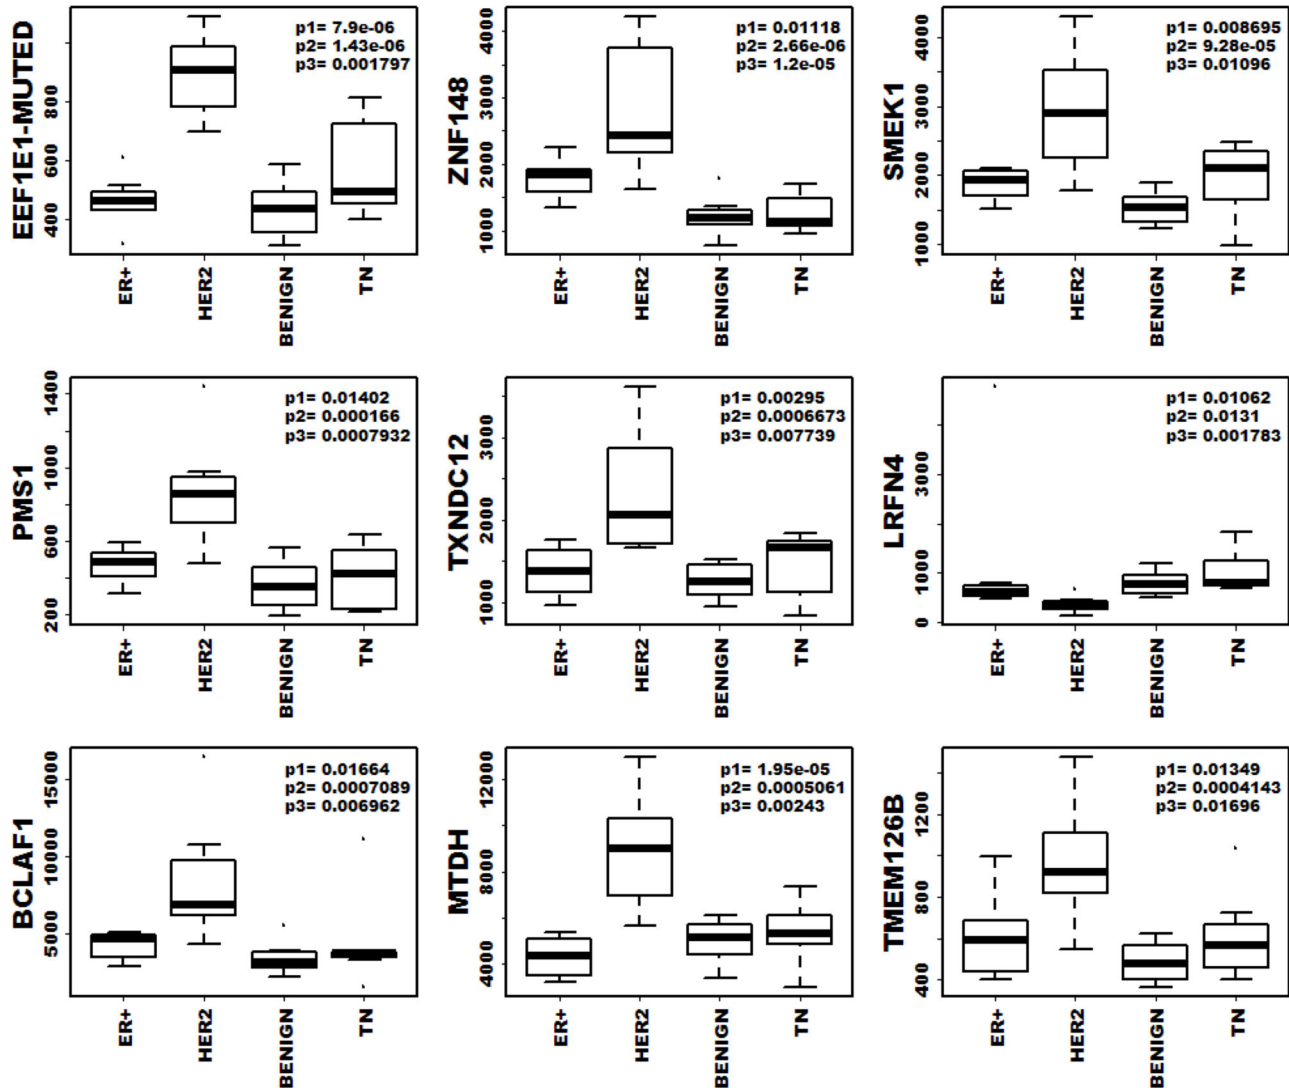 EEF1E1-MUTED
400 600 800
p1= 7.9e-06
p2= 1.43e-06
p3= 0.001797
ER+ HER2 BENIGN TN
ZNF148
1000 2000 3000 4000
p1= 0.01118
p2= 2.66e-06
p3= 1.2e-05
ER+ HER2 BENIGN TN
SMEK1
1000 2000 3000 4000
p1= 0.008695
p2= 9.28e-05
p3= 0.01096
ER+ HER2 BENIGN TN
PMS1
200 600 1000 1400
p1= 0.01402
p2= 0.000166
p3= 0.0007932
ER+ HER2 BENIGN TN
TXNDC12
1000 2000 3000
p1= 0.00295
p2= 0.0006673
p3= 0.007739
ER+ HER2 BENIGN TN
LRFN4
0 1000 3000
p1= 0.01062
p2= 0.0131
p3= 0.001783
ER+ HER2 BENIGN TN
BCLAF1
5000 10000 15000
p1= 0.01664
p2= 0.0007089
p3= 0.006962
ER+ HER2 BENIGN TN
MTDH
4000 8000 12000
p1= 1.95e-05
p2= 0.0005061
p3= 0.00243
ER+ HER2 BENIGN TN
TMEM126B
400 800 1200
p1= 0.01349
p2= 0.0004143
p3= 0.01696
ER+ HER2 BENIGN TN